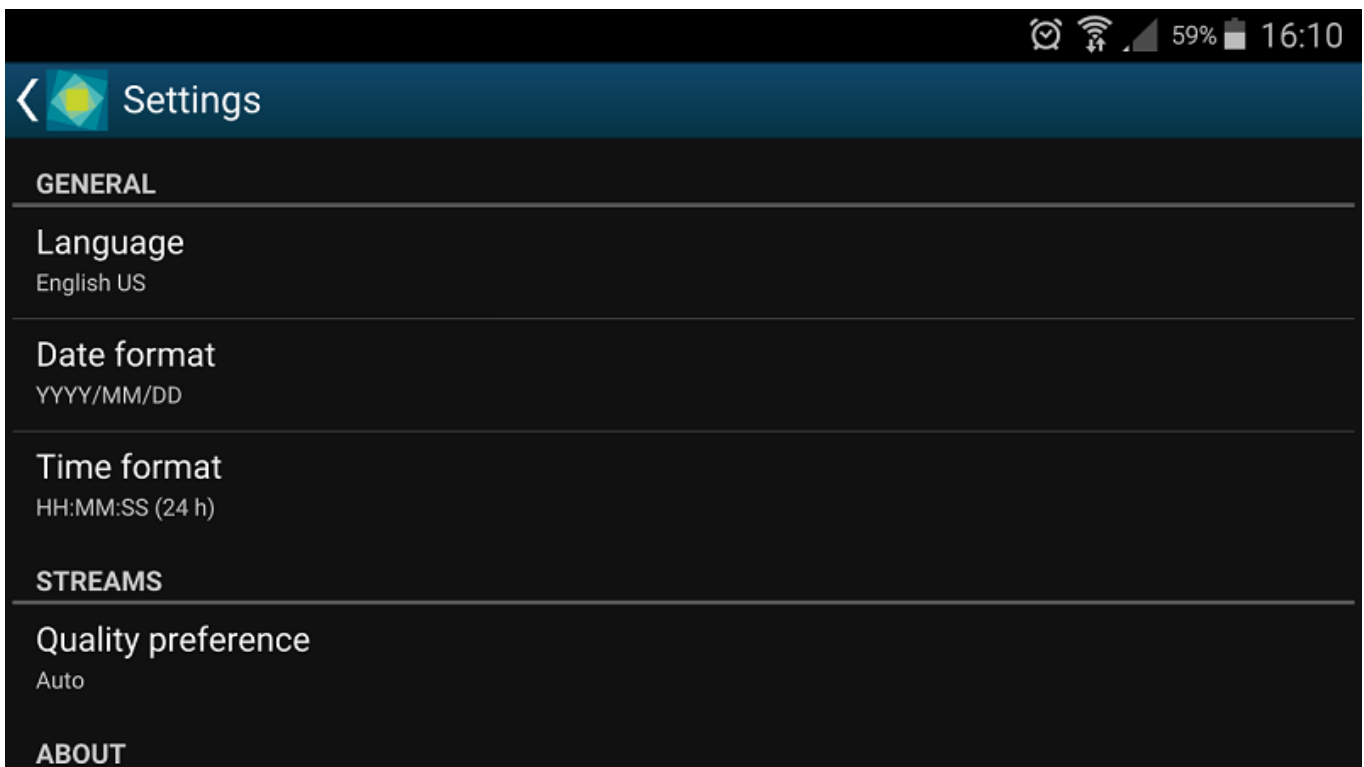 59% 16:10
Settings
GENERAL
Language
English US
Date format
YYYY/MM/DD
Time format
HH:MM:SS (24 h)
STREAMS
Quality preference
Auto
ABOUT